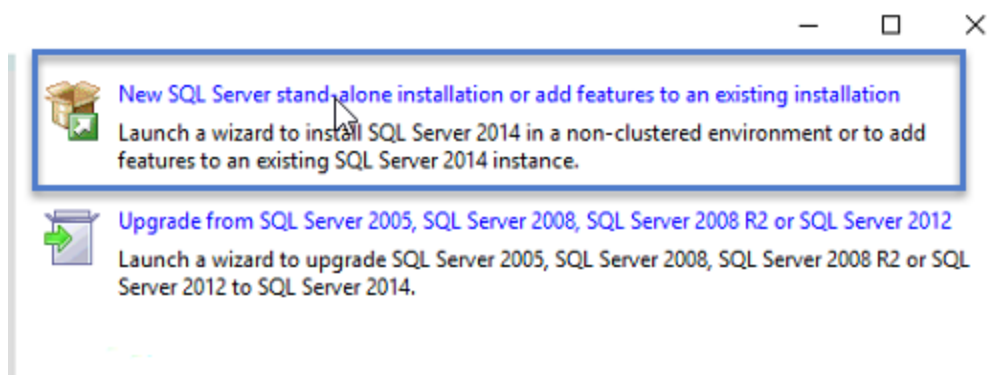 New SQL Server stand-alone installation or add features to an existing installation
Launch a wizard to install SQL Server 2014 in a non-clustered environment or to add
features to an existing SQL Server 2014 instance.
Upgrade from SQL Server 2005, SQL Server 2008, SQL Server 2008 R2 or SQL Server 2012
Launch a wizard to upgrade SQL Server 2005, SQL Server 2008, SQL Server 2008 R2 or SQL
Server 2012 to SQL Server 2014.